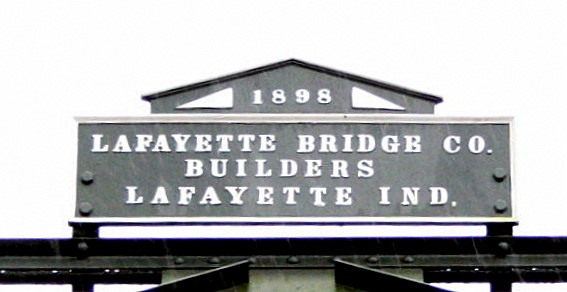 1898
LAFAYETTE BRIDGE CO.
BUILDERS
LAFAYETTE IND.